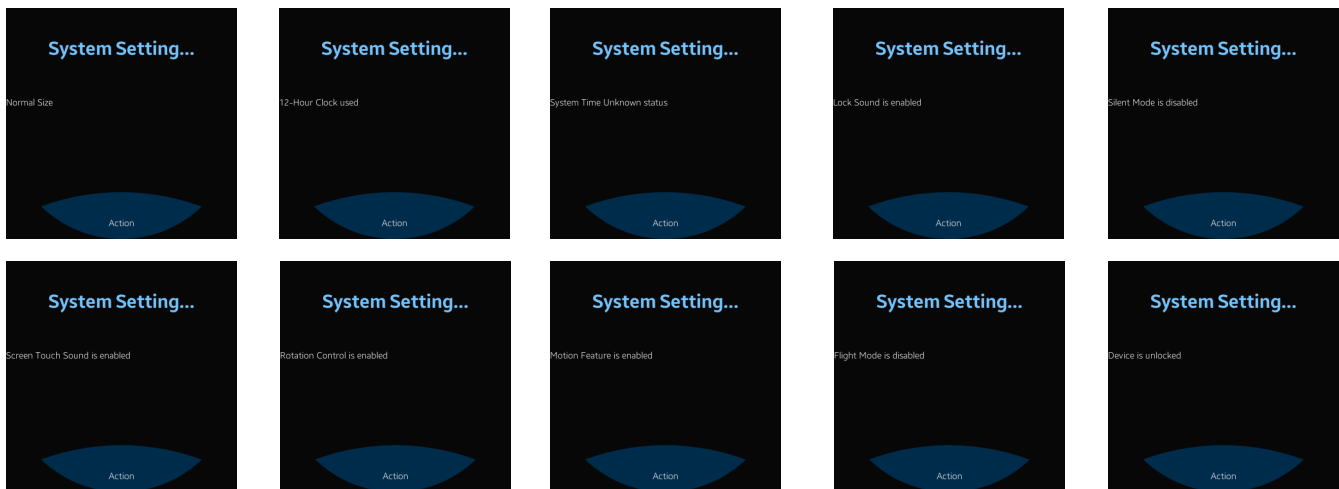 System Setting...
Normal Size
Action
System Setting...
12-Hour Clock used
Action
System Setting...
System Time Unknown status
Action
System Setting...
Lock Sound is enabled
Action
System Setting...
Silent Mode is disabled
Action
System Setting...
Screen Touch Sound is enabled
Action
System Setting...
Rotation Control is enabled
Action
System Setting...
Motion Feature is enabled
Action
System Setting...
Flight Mode is disabled
Action
System Setting...
Device is unlocked
Action